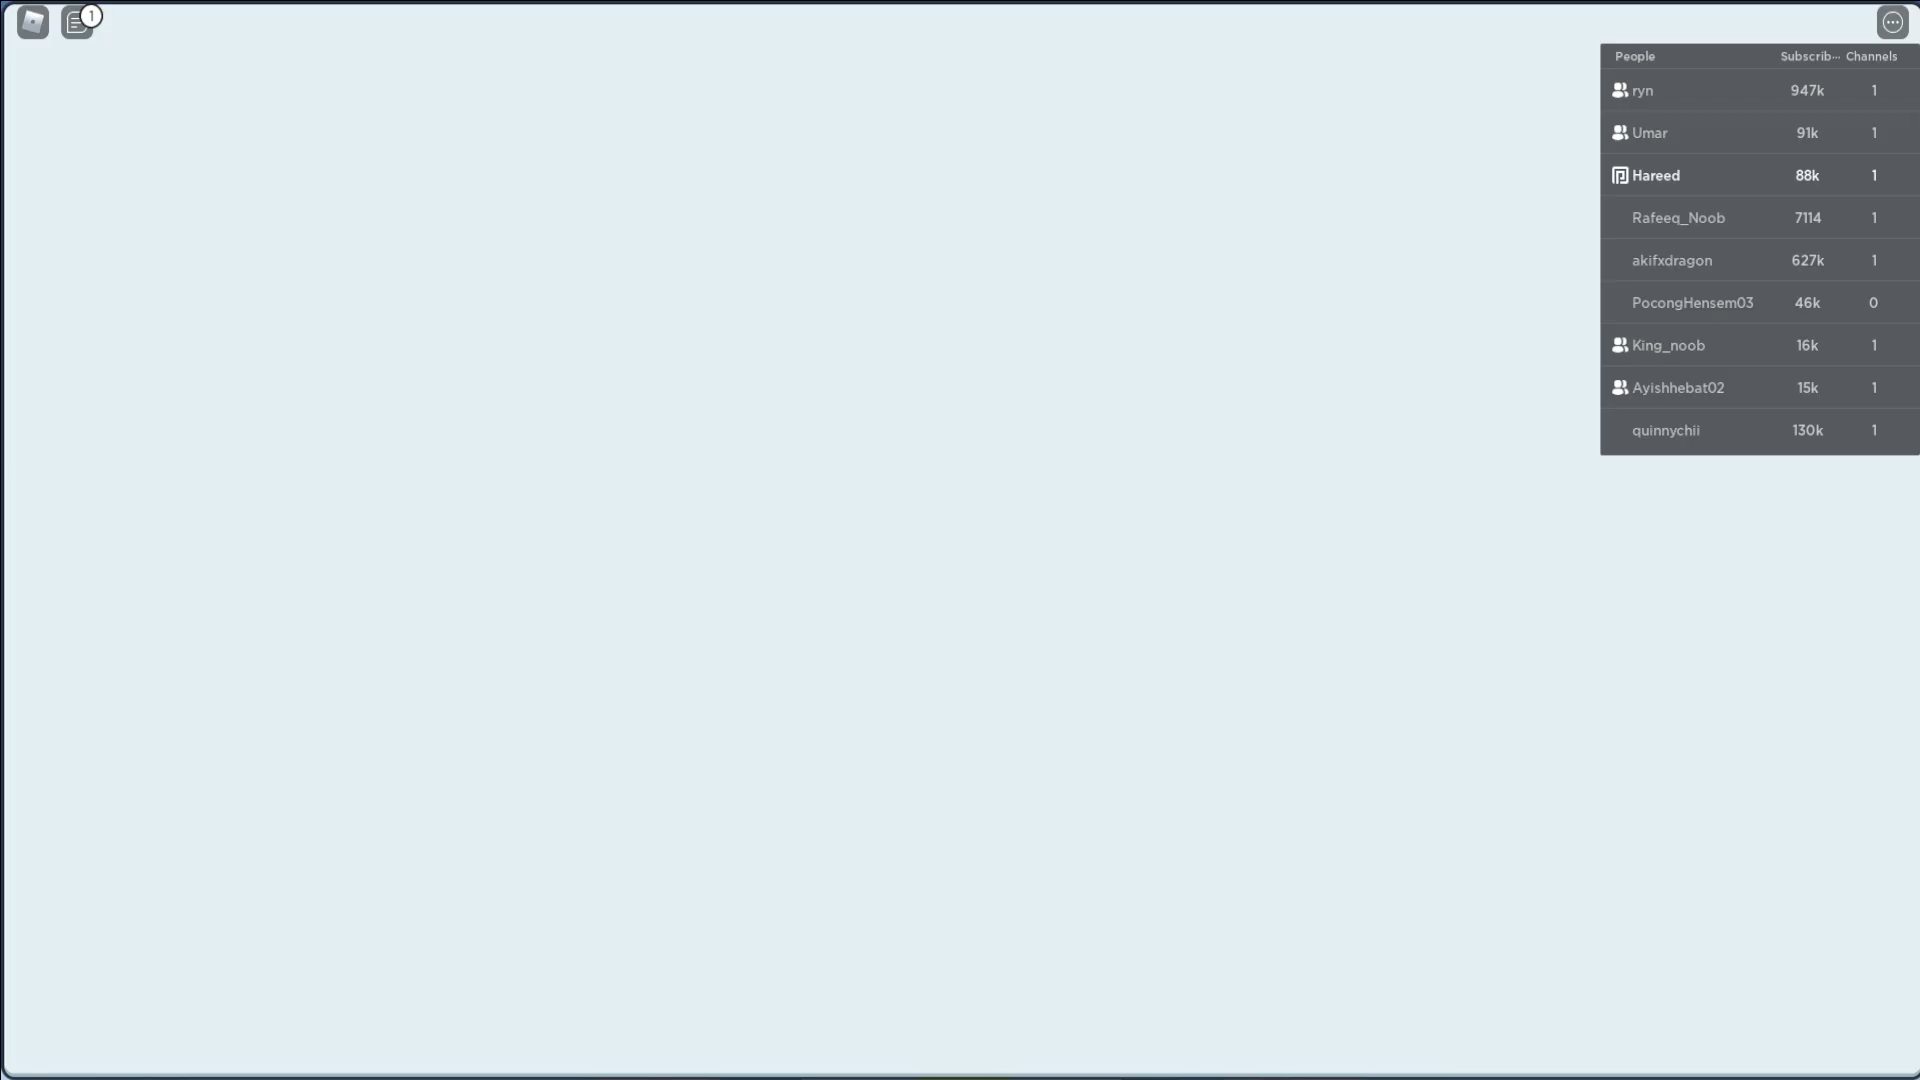 1
People Subscrib··· Channels
ryn 947k 1
Umar 91k 1
Hareed 88k 1
Rafeeq_Noob 7114 1
akifxdragon 627k 1
PocongHensem03 46k 0
King_noob 16k 1
Ayishhebat02 15k 1
quinnychii 130k 1